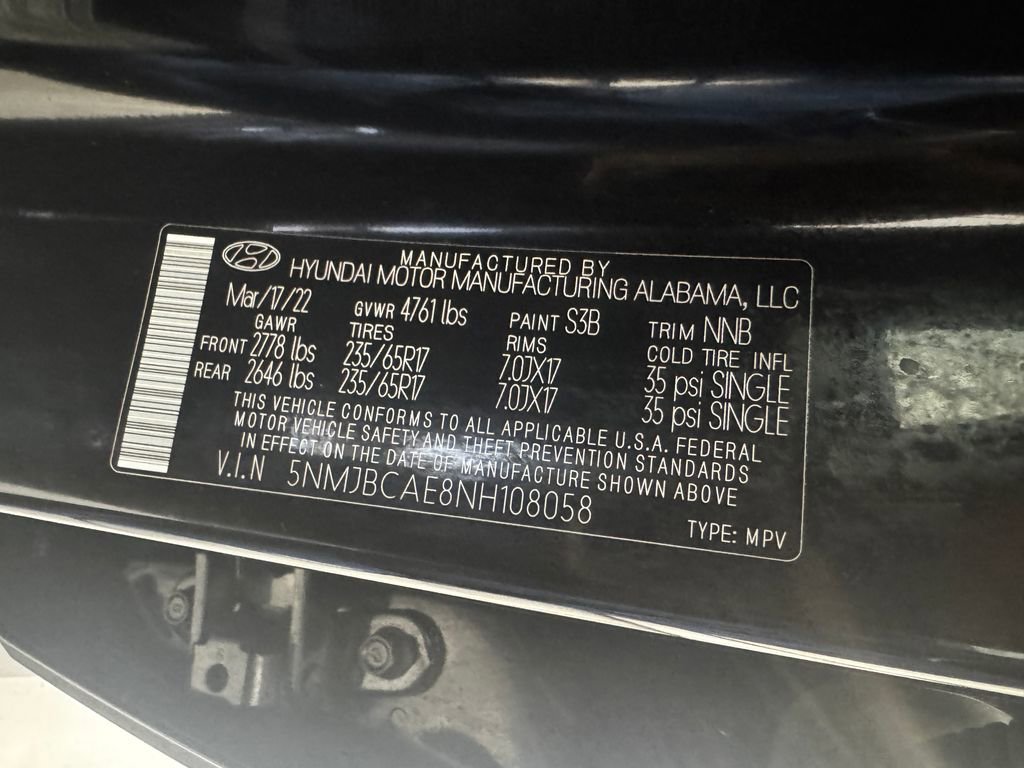 MANUFACTURED BY
HYUNDAI MOTOR MANUFACTURING ALABAMA, LLC
Mar/17/22 GVWR 4761 lbs PAINT S3B TRIM NNB
GAWR TIRES RIMS COLD TIRE INFL
FRONT 2778 lbs 235/65R17 7.0JX17 35 psi SINGLE
REAR 2646 lbs 235/65R17 7.0JX17 35 psi SINGLE
THIS VEHICLE CONFORMS TO ALL APPLICABLE U.S.A. FEDERAL
MOTOR VEHICLE SAFETY AND THEFT PREVENTION STANDARDS
IN EFFECT ON THE DATE OF MANUFACTURE SHOWN ABOVE
V.I.N 5NMJBCAE8NH108058
TYPE: MPV